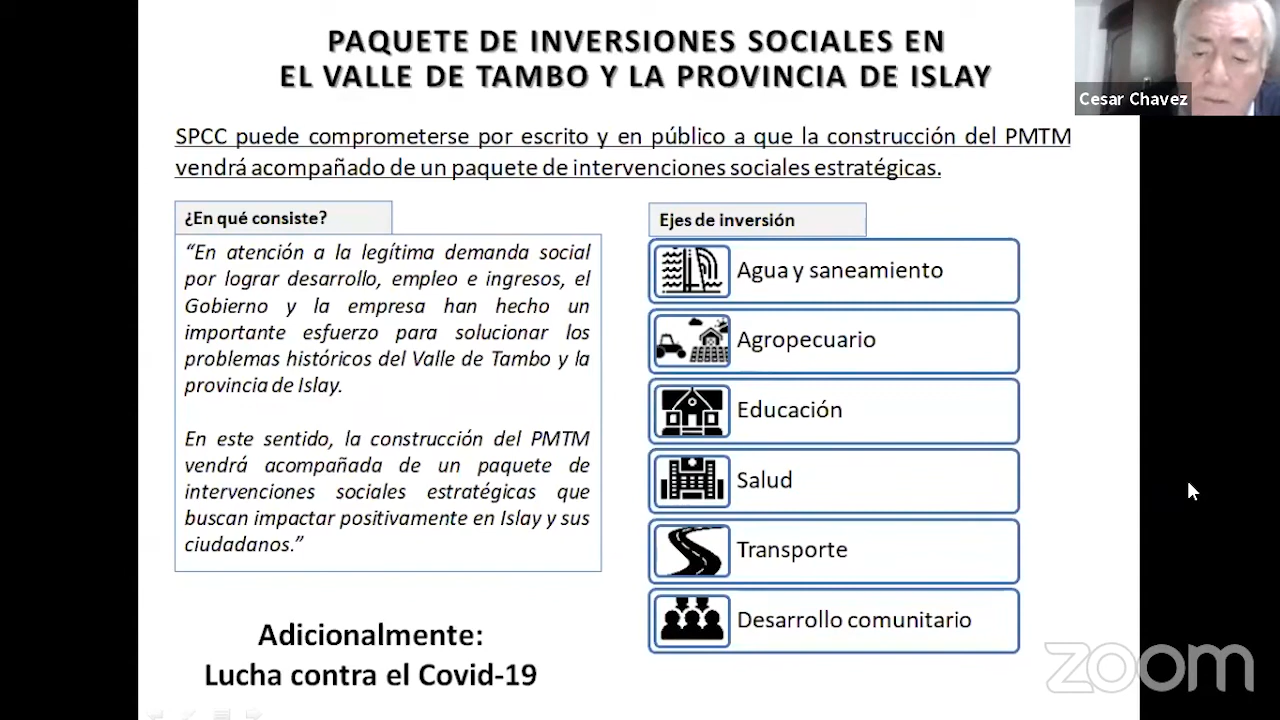 PAQUETE DE INVERSIONES SOCIALES EN
EL VALLE DE TAMBO Y LA PROVINCIA DE ISLAY
Cesar Chavez
SPCC puede comprometerse por escrito y en público a que la construcción del PMTM
vendrá acompañado de un paquete de intervenciones sociales estratégicas.
¿En qué consiste?
“En atención a la legítima demanda social
por lograr desarrollo, empleo e ingresos, el
Gobierno y la empresa han hecho un
importante esfuerzo para solucionar los
problemas históricos del Valle de Tambo y la
provincia de Islay.
En este sentido, la construcción del PMTM
vendrá acompañada de un paquete de
intervenciones sociales estratégicas que
buscan impactar positivamente en Islay y sus
ciudadanos.”
Adicionalmente:
Lucha contra el Covid-19
Ejes de inversión
Agua y saneamiento
Agropecuario
Educación
Salud
Transporte
Desarrollo comunitario
zoom